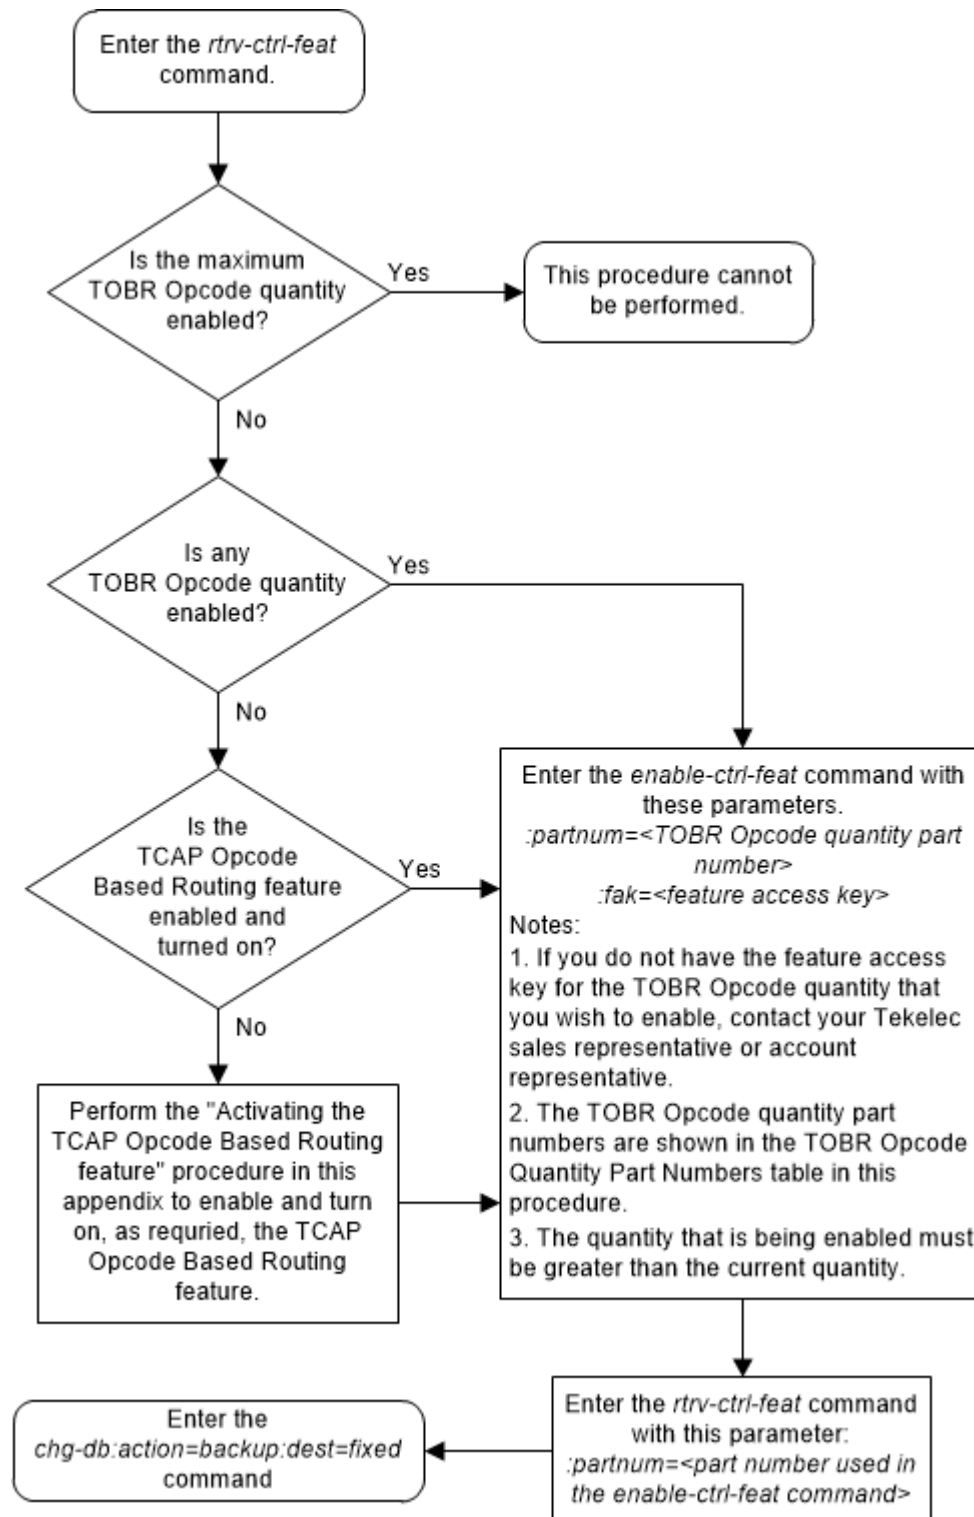 Enter the rtrv-ctrl-feat
command.
Is the maximum
TOBR Opcode quantity
enabled?
Yes
This procedure cannot
be performed.
No
Is any
TOBR Opcode quantity
enabled?
Yes
No
Is the
TCAP Opcode
Based Routing feature
enabled and
turned on?
Yes
No
Perform the "Activating the
TCAP Opcode Based Routing
feature" procedure in this
appendix to enable and turn
on, as requried, the TCAP
Opcode Based Routing
feature.
Enter the enable-ctrl-feat command with
these parameters.
:partnum=<TOBR Opcode quantity part
number>
:fak=<feature access key>
Notes:
1. If you do not have the feature access
key for the TOBR Opcode quantity that
you wish to enable, contact your Tekelec
sales representative or account
representative.
2. The TOBR Opcode quantity part
numbers are shown in the TOBR Opcode
Quantity Part Numbers table in this
procedure.
3. The quantity that is being enabled must
be greater than the current quantity.
Enter the rtrv-ctrl-feat command
with this parameter:
:partnum=<part number used in
the enable-ctrl-feat command>
Enter the
chg-db:action=backup:dest=fixed
command